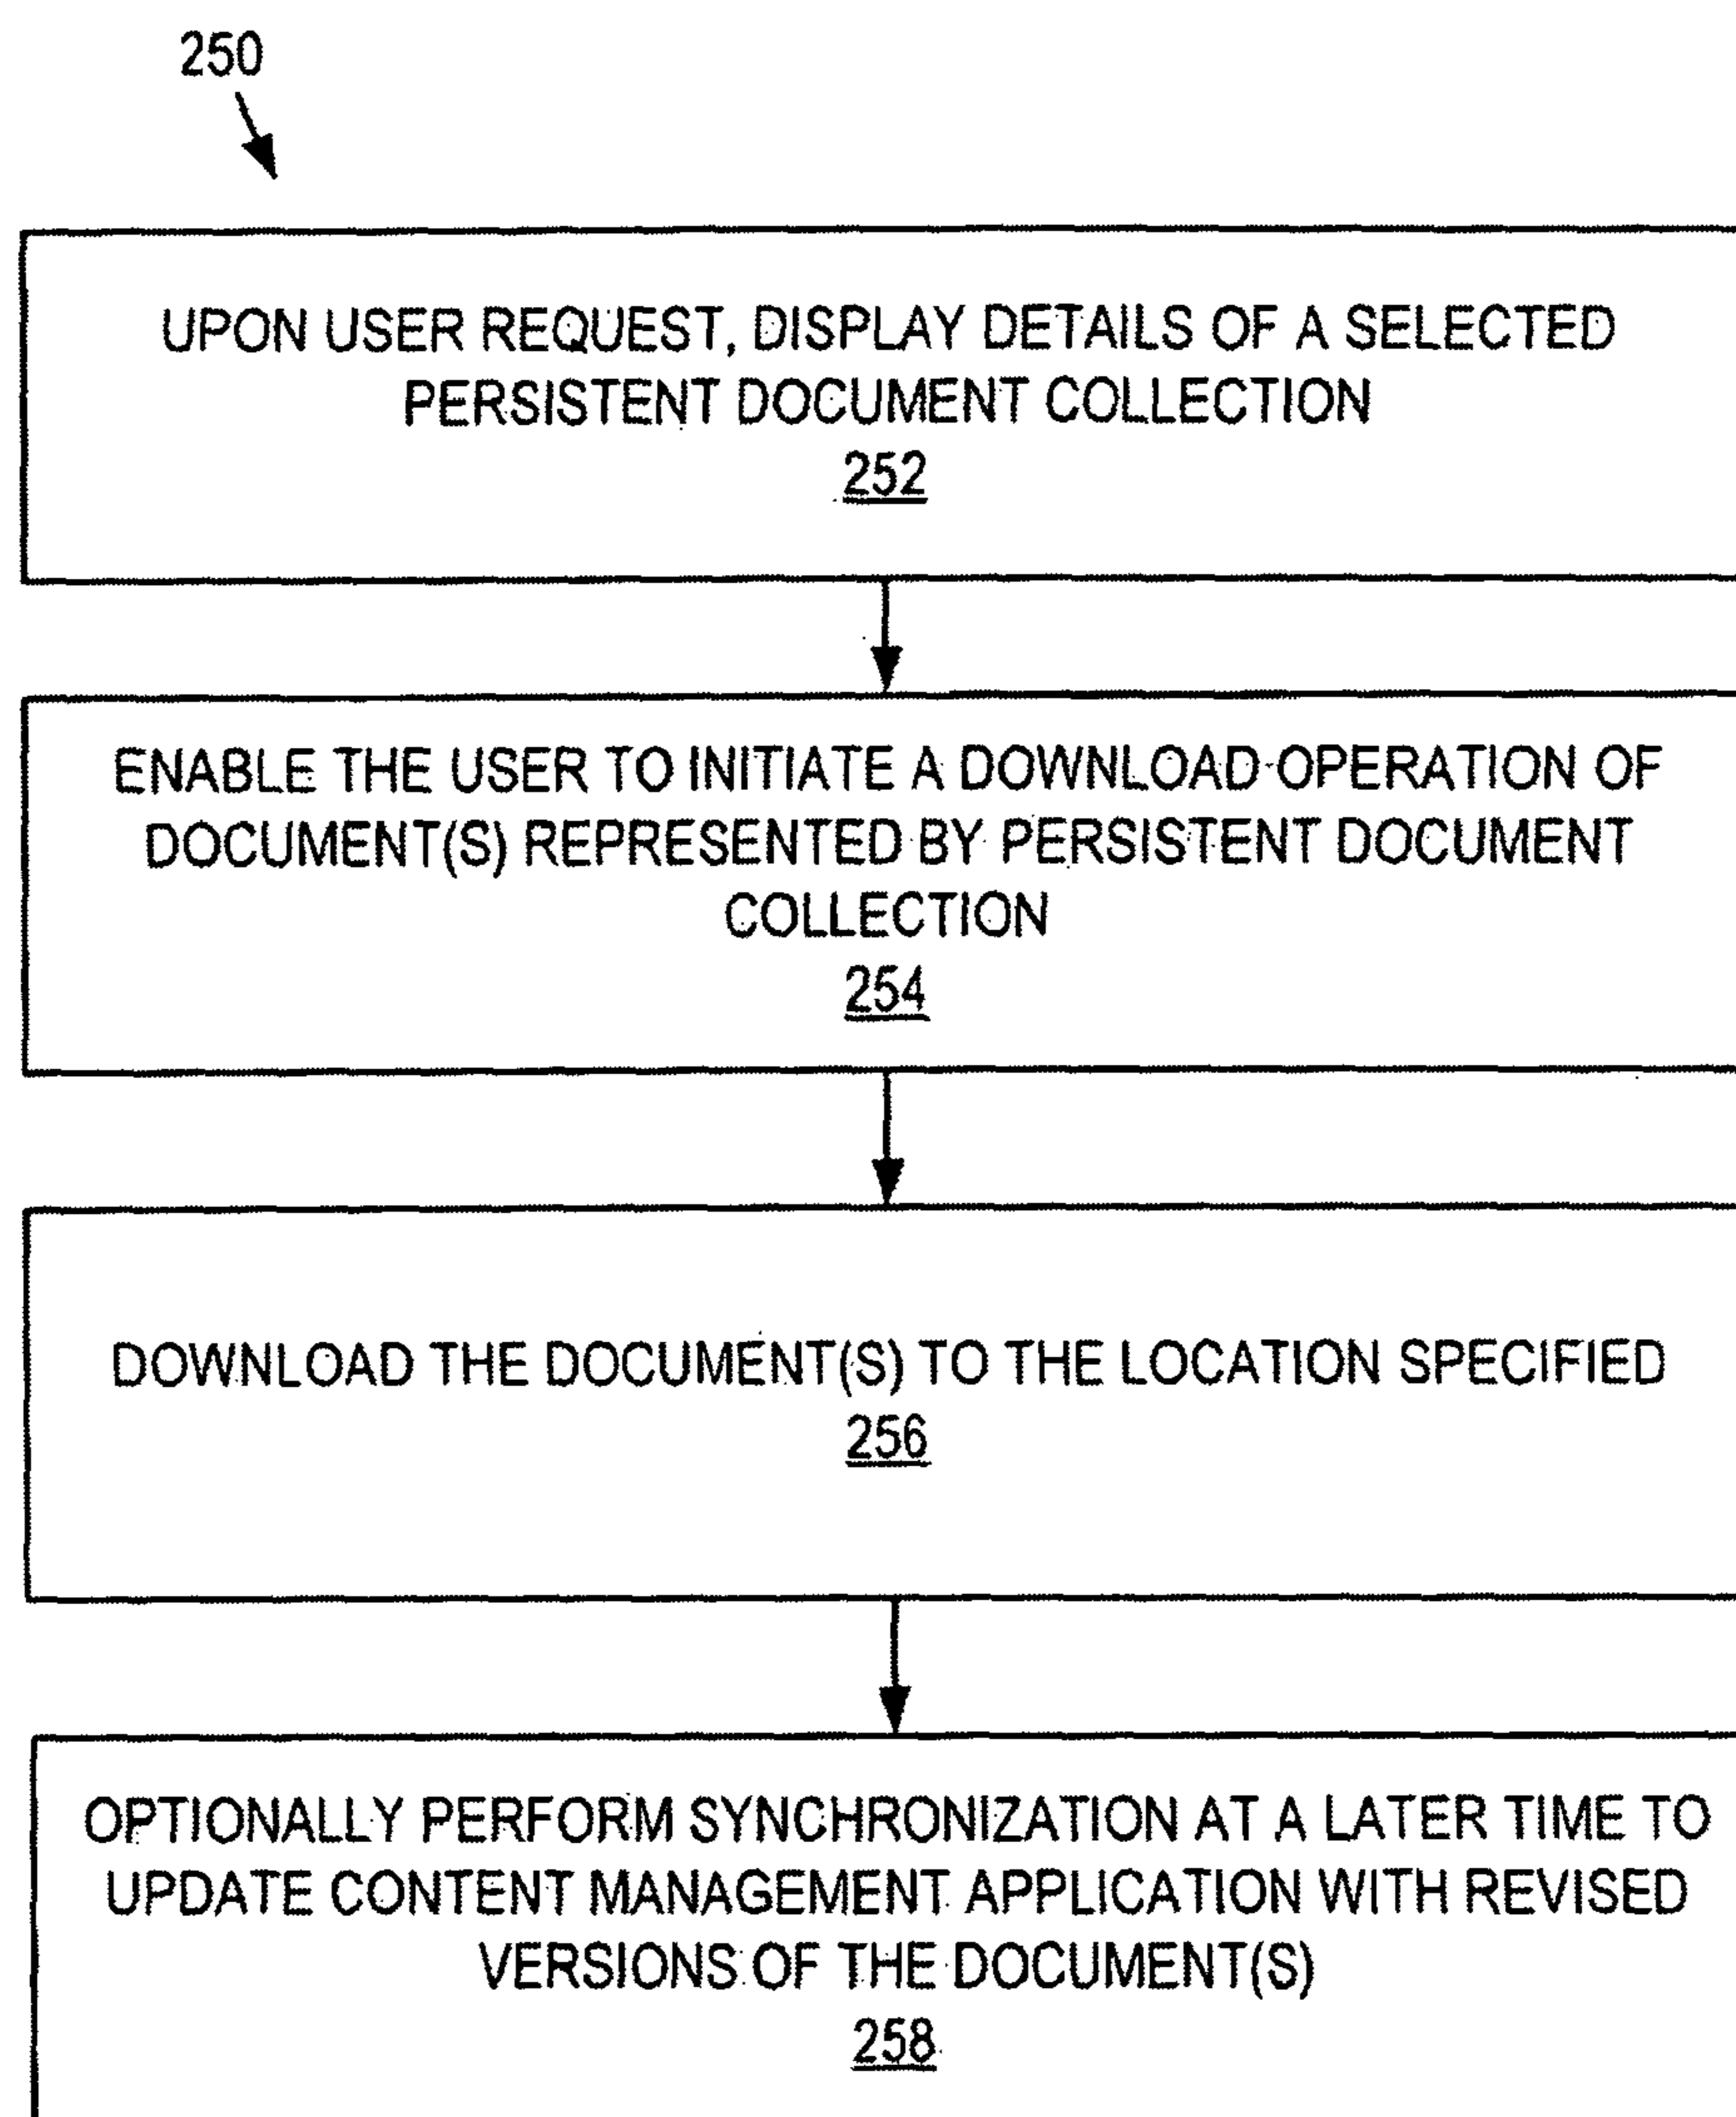 250
UPON USER REQUEST, DISPLAY DETAILS OF A SELECTED
PERSISTENT DOCUMENT COLLECTION
252
ENABLE THE USER TO INITIATE A DOWNLOAD OPERATION OF
DOCUMENT(S) REPRESENTED BY PERSISTENT DOCUMENT
COLLECTION
254
DOWNLOAD THE DOCUMENT(S) TO THE LOCATION SPECIFIED
256
OPTIONALLY PERFORM SYNCHRONIZATION AT A LATER TIME TO
UPDATE CONTENT MANAGEMENT APPLICATION WITH REVISED
VERSIONS OF THE DOCUMENT(S)
258